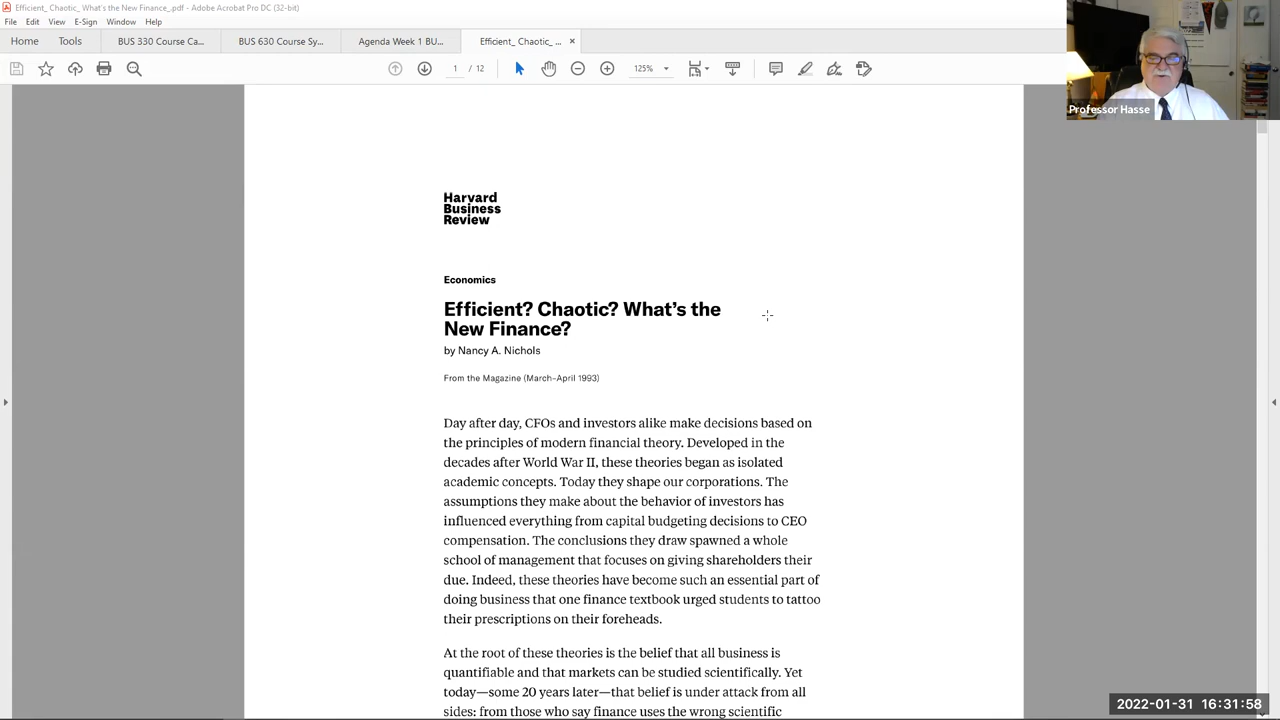 Efficient_ Chaotic_ What's the New Finance_.pdf - Adobe Acrobat Pro DC (32-bit)
File Edit View E-Sign Window Help
Home Tools BUS 330 Course Ca... BUS 630 Course Sy... Agenda Week 1 BU... Efficient_ Chaotic_ ... ×
1 / 12 125%
Professor Hasse
Harvard
Business
Review
Economics
Efficient? Chaotic? What's the
New Finance?
by Nancy A. Nichols
From the Magazine (March–April 1993)
Day after day, CFOs and investors alike make decisions based on
the principles of modern financial theory. Developed in the
decades after World War II, these theories began as isolated
academic concepts. Today they shape our corporations. The
assumptions they make about the behavior of investors has
influenced everything from capital budgeting decisions to CEO
compensation. The conclusions they draw spawned a whole
school of management that focuses on giving shareholders their
due. Indeed, these theories have become such an essential part of
doing business that one finance textbook urged students to tattoo
their prescriptions on their foreheads.
At the root of these theories is the belief that all business is
quantifiable and that markets can be studied scientifically. Yet
today—some 20 years later—that belief is under attack from all
sides: from those who say finance uses the wrong scientific
2022-01-31 16:31:58